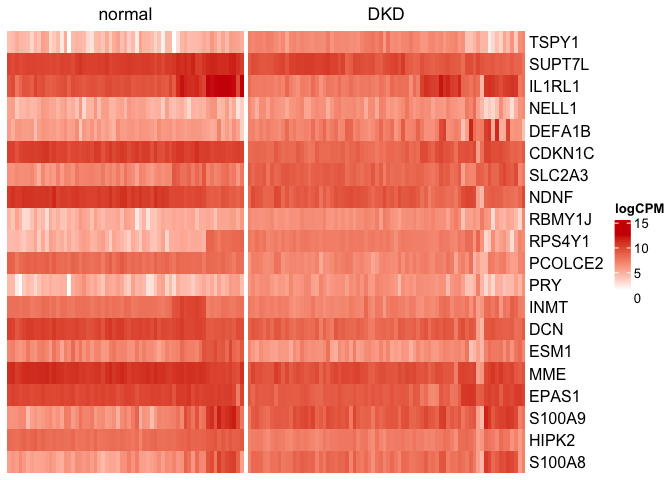 normal DKD
TSPY1
SUPT7L
IL1RL1
NELL1
DEFA1B
CDKN1C
SLC2A3
NDNF
RBMY1J
RPS4Y1
PCOLCE2
PRY
INMT
DCN
ESM1
MME
EPAS1
S100A9
HIPK2
S100A8
logCPM
15
10
5
0